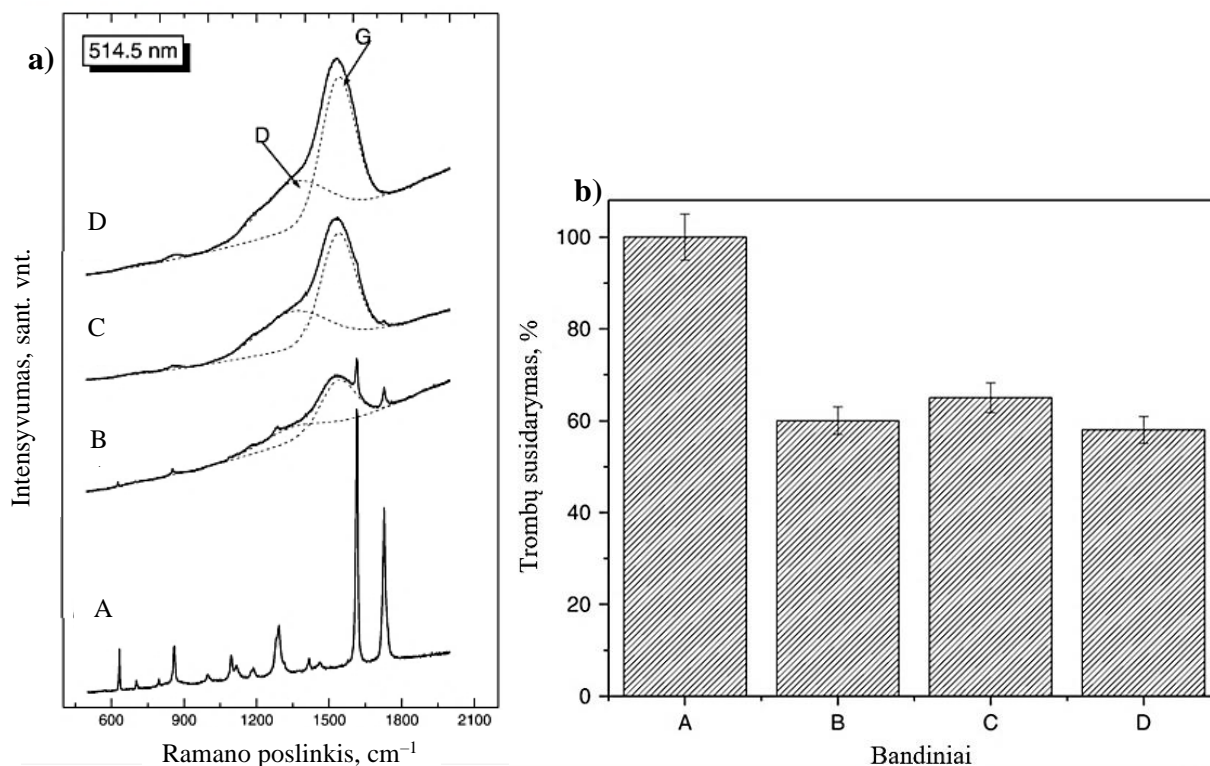 a)
514.5 nm
G
D
D
C
B
A
Intensyvumas, sant. vnt.
600 900 1200 1500 1800 2100
Ramano poslinkis, cm⁻¹
b)
Trombų susidarymas, %
100
80
60
40
20
0
A B C D
Bandiniai